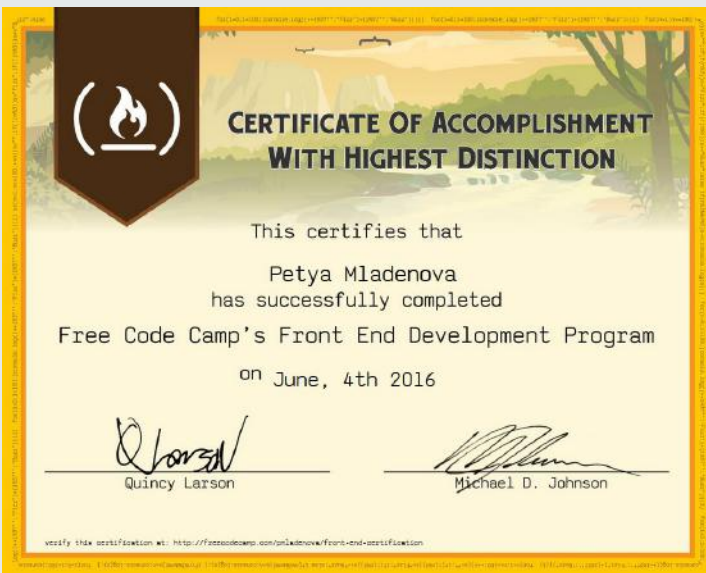 CERTIFICATE OF ACCOMPLISHMENT
WITH HIGHEST DISTINCTION
This certifies that
Petya Mladenova
has successfully completed
Free Code Camp's Front End Development Program
on June, 4th 2016
Quincy Larson
Michael D. Johnson
verify this certification at: http://freecodecamp.com/pmladenova/front-end-certification